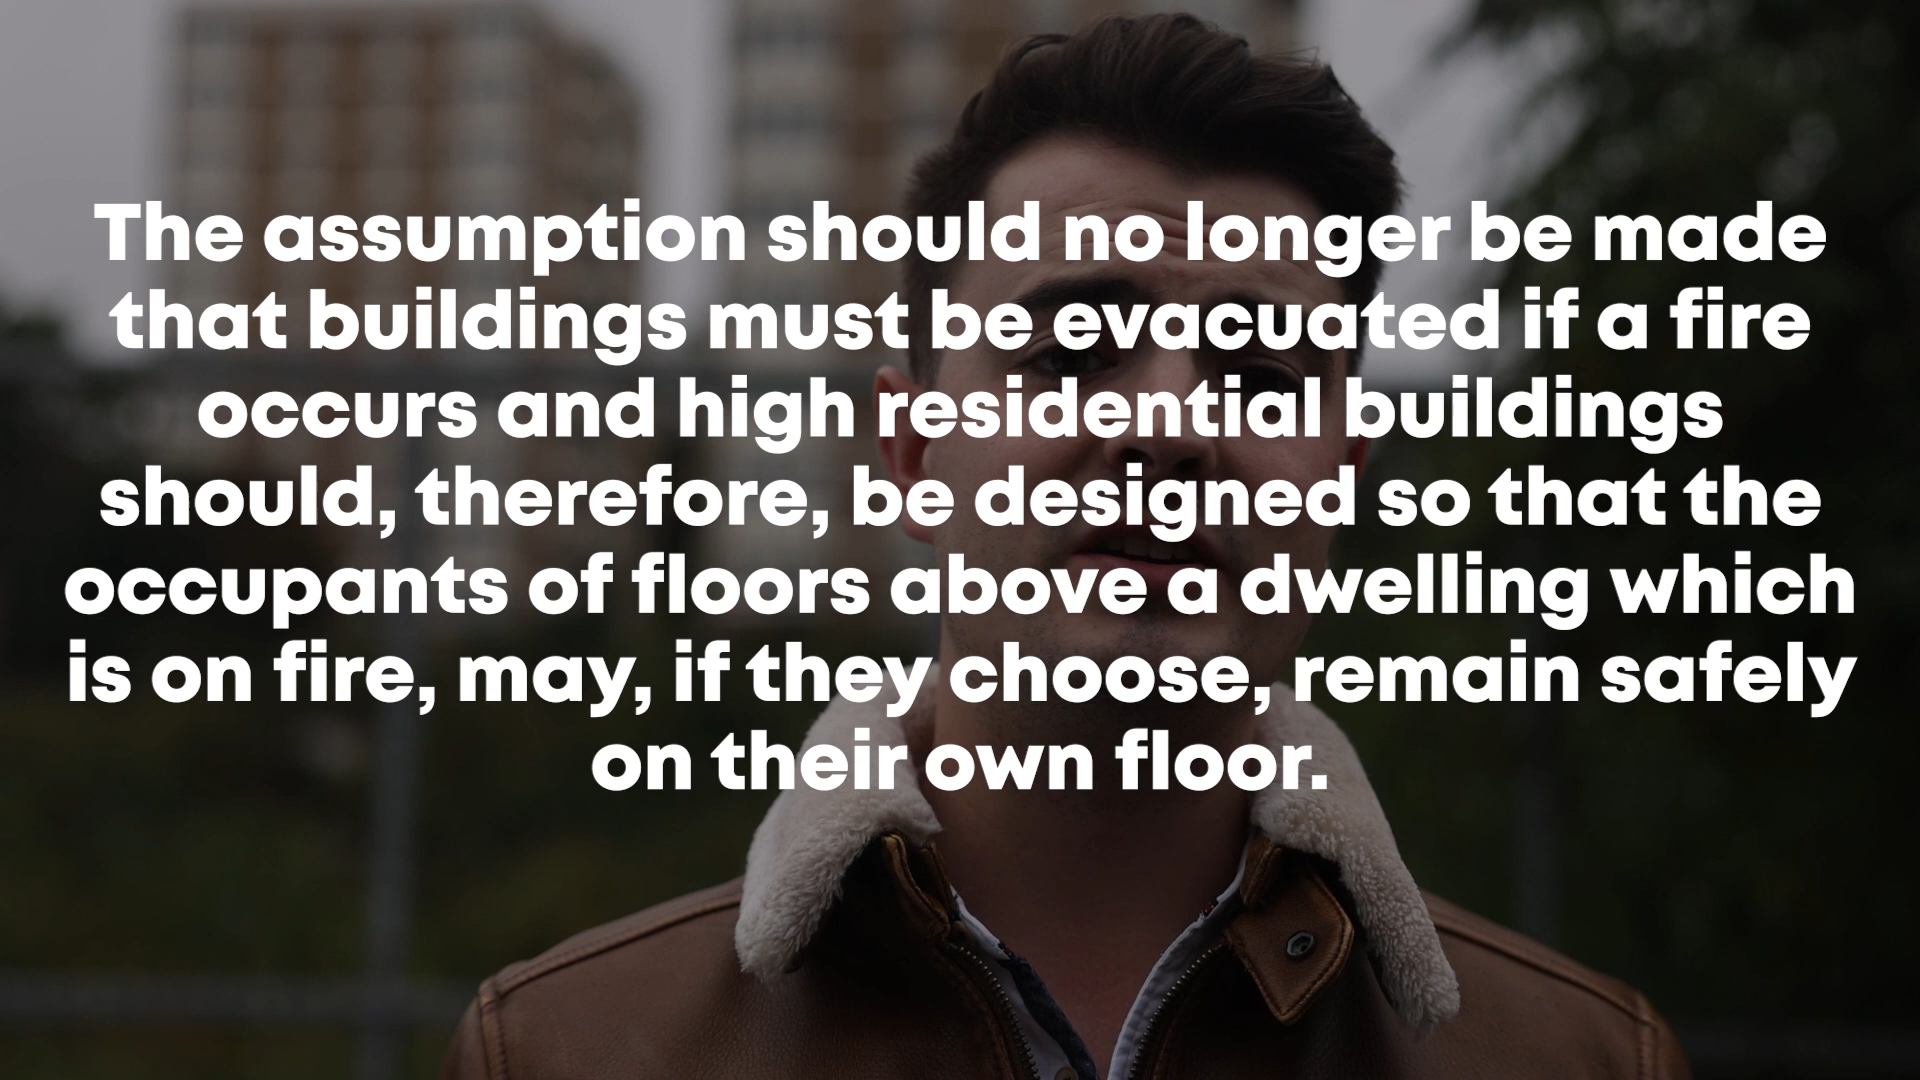 The assumption should no longer be made
that buildings must be evacuated if a fire
occurs and high residential buildings
should, therefore, be designed so that the
occupants of floors above a dwelling which
is on fire, may, if they choose, remain safely
on their own floor.